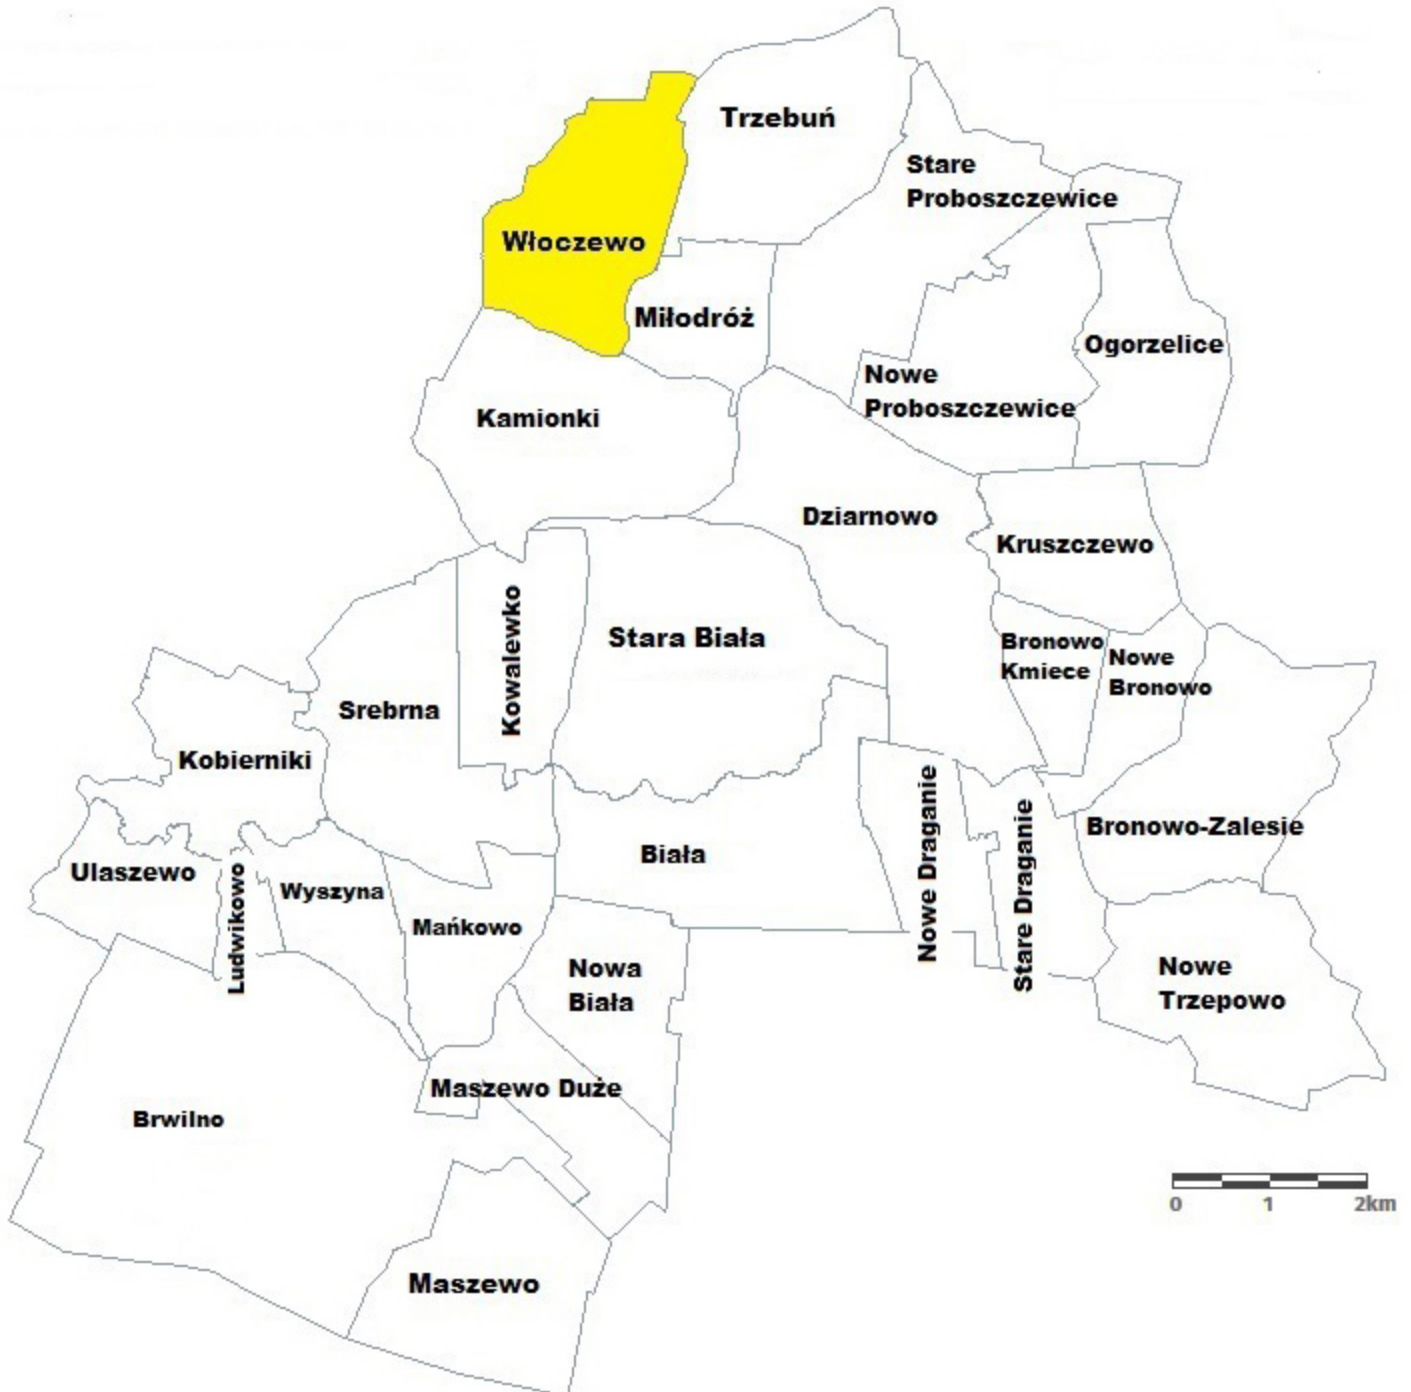 Trzebuń
Stare
Proboszczewice
Włoczewo
Miłodróż
Ogorzelice
Nowe
Proboszczewice
Kamionki
Dziarnowo
Kruszczewo
Kowalewko
Stara Biała
Bronowo
Kmiece
Nowe
Bronowo
Srebrna
Kobierniki
Bronowo-Zalesie
Nowe Draganie
Stare Draganie
Biała
Ulaszewo
Ludwikowo
Wyszyna
Mańkowo
Nowa
Biała
Nowe
Trzepowo
Maszewo Duże
Brwilno
Maszewo
0 1 2km